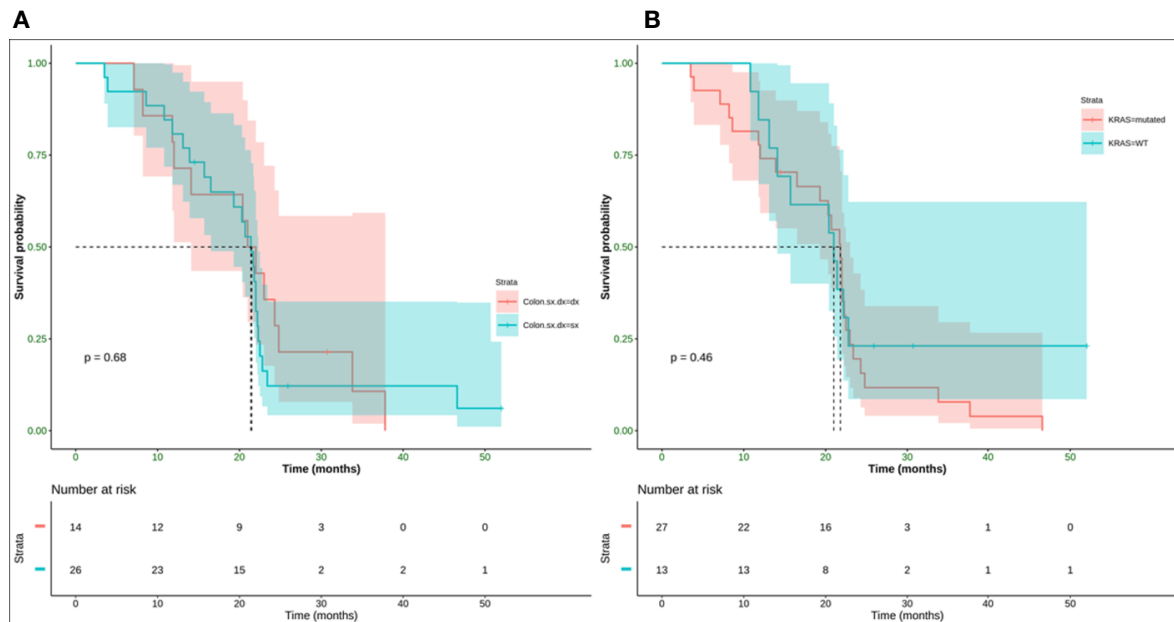 A
1.00
0.75
0.50
0.25
0.00
Survival probability
p = 0.68
Strata
Colon.sx.dx=dx
Colon.sx.dx=sx
0 10 20 30 40 50
Time (months)
Number at risk
Strata
14 12 9 3 0 0
26 23 15 2 2 1
0 10 20 30 40 50
Time (months)
B
1.00
0.75
0.50
0.25
0.00
Survival probability
p = 0.46
Strata
KRAS=mutated
KRAS=WT
0 10 20 30 40 50
Time (months)
Number at risk
Strata
27 22 16 3 1 0
13 13 8 2 1 1
0 10 20 30 40 50
Time (months)